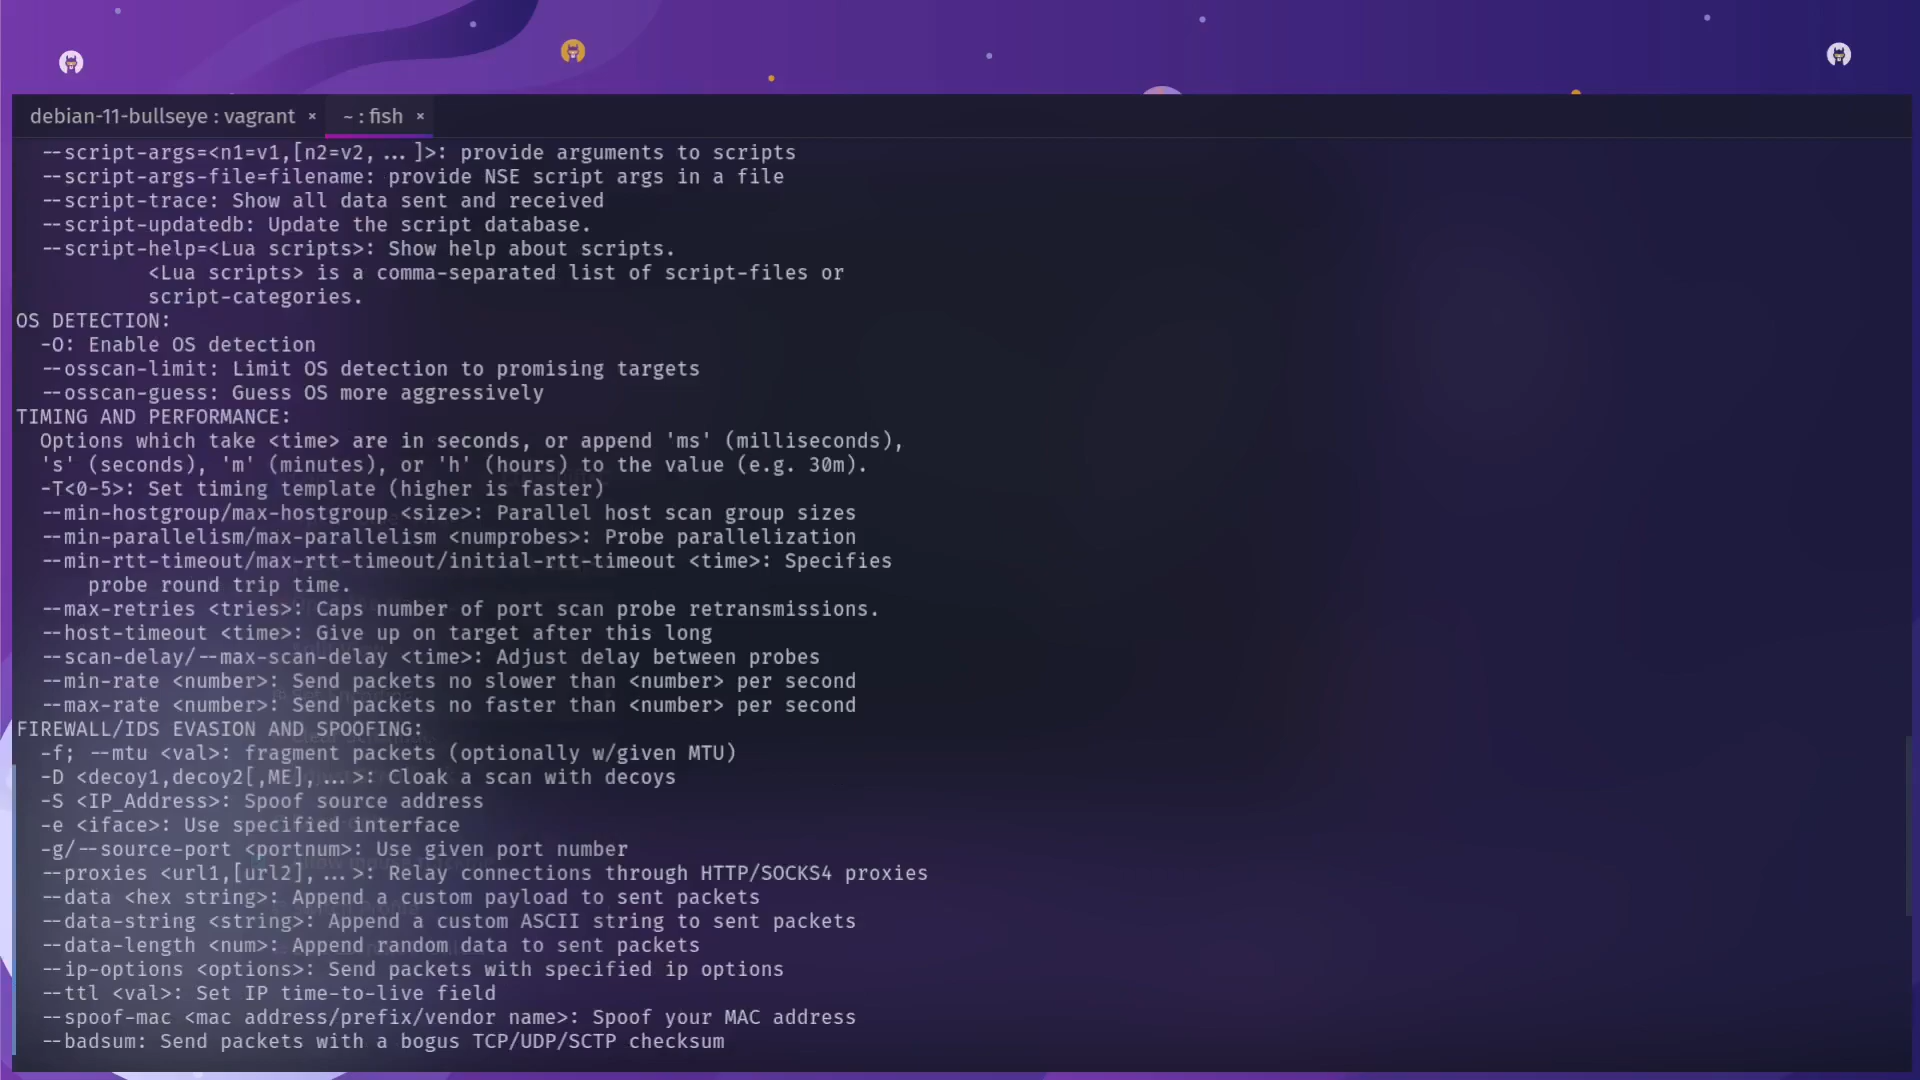 debian-11-bullseye : vagrant × ~ : fish ×
--script-args=<n1=v1,[n2=v2,...]>: provide arguments to scripts
--script-args-file=filename: provide NSE script args in a file
--script-trace: Show all data sent and received
--script-updatedb: Update the script database.
--script-help=<Lua scripts>: Show help about scripts.
<Lua scripts> is a comma-separated list of script-files or
script-categories.
OS DETECTION:
-O: Enable OS detection
--osscan-limit: Limit OS detection to promising targets
--osscan-guess: Guess OS more aggressively
TIMING AND PERFORMANCE:
Options which take <time> are in seconds, or append 'ms' (milliseconds),
's' (seconds), 'm' (minutes), or 'h' (hours) to the value (e.g. 30m).
-T<0-5>: Set timing template (higher is faster)
--min-hostgroup/max-hostgroup <size>: Parallel host scan group sizes
--min-parallelism/max-parallelism <numprobes>: Probe parallelization
--min-rtt-timeout/max-rtt-timeout/initial-rtt-timeout <time>: Specifies
probe round trip time.
--max-retries <tries>: Caps number of port scan probe retransmissions.
--host-timeout <time>: Give up on target after this long
--scan-delay/--max-scan-delay <time>: Adjust delay between probes
--min-rate <number>: Send packets no slower than <number> per second
--max-rate <number>: Send packets no faster than <number> per second
FIREWALL/IDS EVASION AND SPOOFING:
-f; --mtu <val>: fragment packets (optionally w/given MTU)
-D <decoy1,decoy2[,ME],...>: Cloak a scan with decoys
-S <IP_Address>: Spoof source address
-e <iface>: Use specified interface
-g/--source-port <portnum>: Use given port number
--proxies <url1,[url2],...>: Relay connections through HTTP/SOCKS4 proxies
--data <hex string>: Append a custom payload to sent packets
--data-string <string>: Append a custom ASCII string to sent packets
--data-length <num>: Append random data to sent packets
--ip-options <options>: Send packets with specified ip options
--ttl <val>: Set IP time-to-live field
--spoof-mac <mac address/prefix/vendor name>: Spoof your MAC address
--badsum: Send packets with a bogus TCP/UDP/SCTP checksum